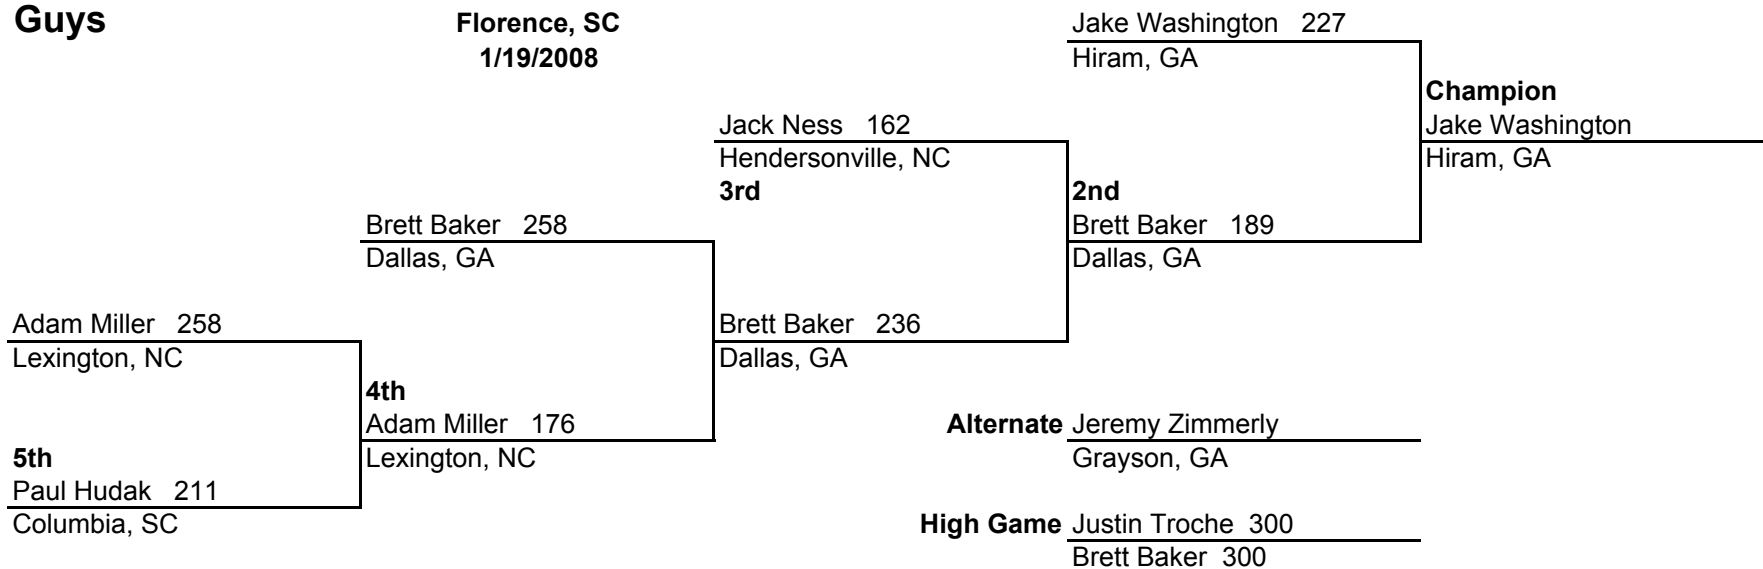 Guys
Florence, SC
1/19/2008
Jake Washington 227
Hiram, GA
Champion
Jake Washington
Hiram, GA
Jack Ness 162
Hendersonville, NC
3rd
2nd
Brett Baker 189
Dallas, GA
Brett Baker 258
Dallas, GA
Brett Baker 236
Dallas, GA
Adam Miller 258
Lexington, NC
4th
Adam Miller 176
Lexington, NC
5th
Paul Hudak 211
Columbia, SC
Alternate Jeremy Zimmerly
Grayson, GA
High Game Justin Troche 300
Brett Baker 300